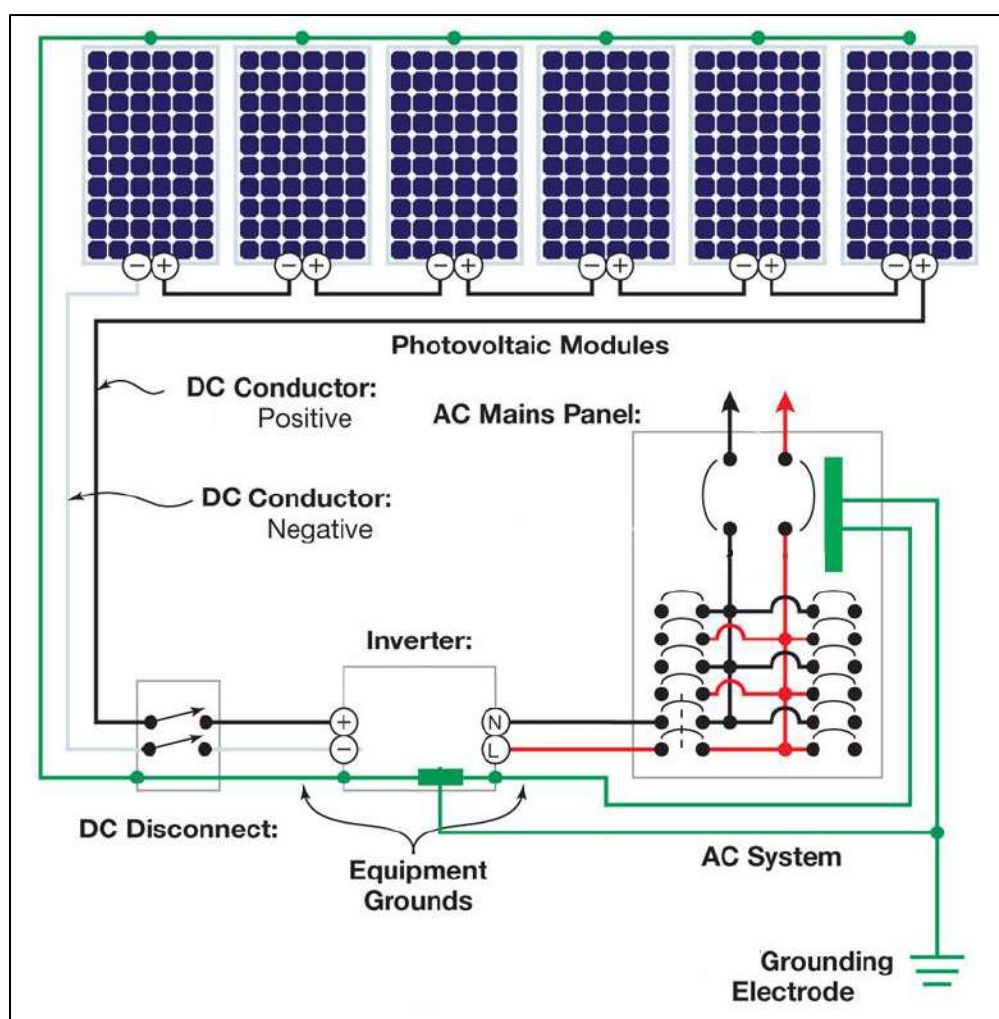 − + − + − + − + − + − +
Photovoltaic Modules
DC Conductor:
Positive
AC Mains Panel:
DC Conductor:
Negative
Inverter:
+ N
− L
DC Disconnect:
Equipment
Grounds
AC System
Grounding
Electrode